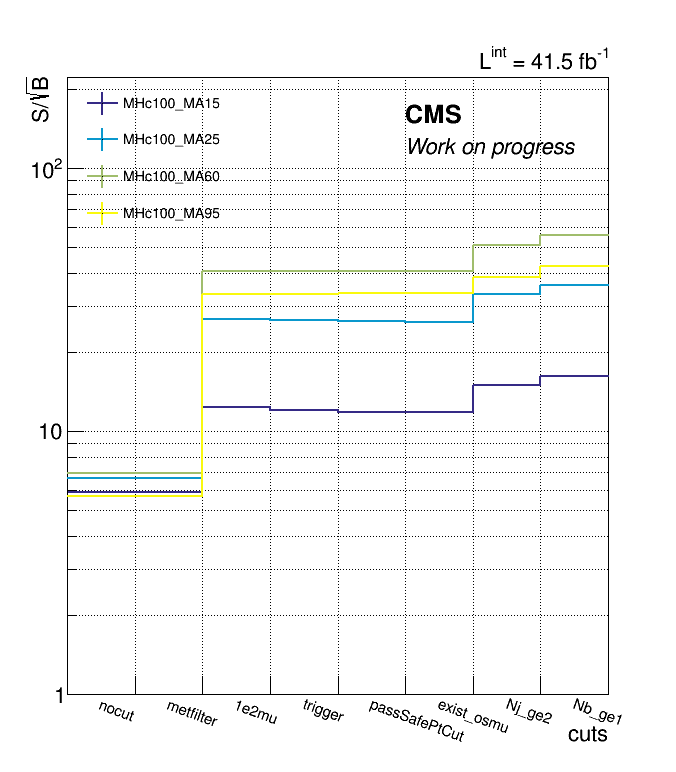 L^int = 41.5 fb^-1
S/√B
MHc100_MA15
MHc100_MA25
MHc100_MA60
MHc100_MA95
CMS
Work on progress
10^2
10
1
nocut
metfilter
1e2mu
trigger
passSafePtCut
exist_osmu
Nj_ge2
Nb_ge1
cuts